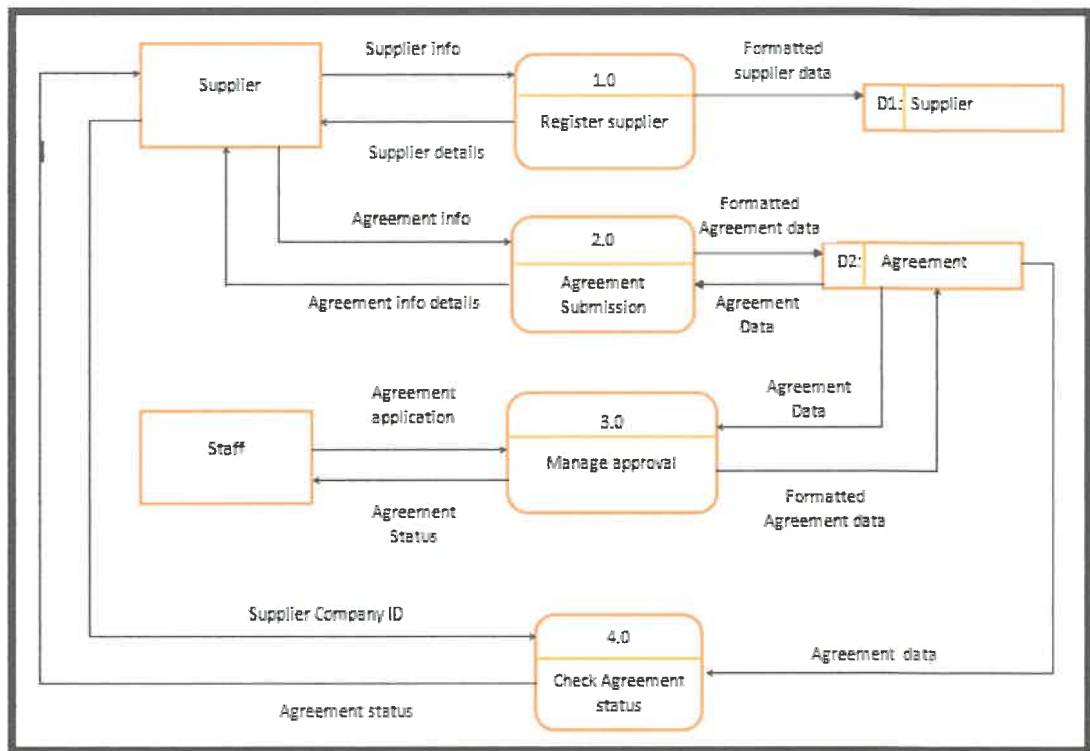 Supplier info
Formatted
supplier data
Supplier
1.0
Register supplier
D1: Supplier
Supplier details
Agreement info
Formatted
Agreement data
2.0
Agreement
Submission
D2: Agreement
Agreement info details
Agreement
Data
Agreement
application
Agreement
Data
Staff
3.0
Manage approval
Agreement
Status
Formatted
Agreement data
Supplier Company ID
4.0
Check Agreement
status
Agreement data
Agreement status